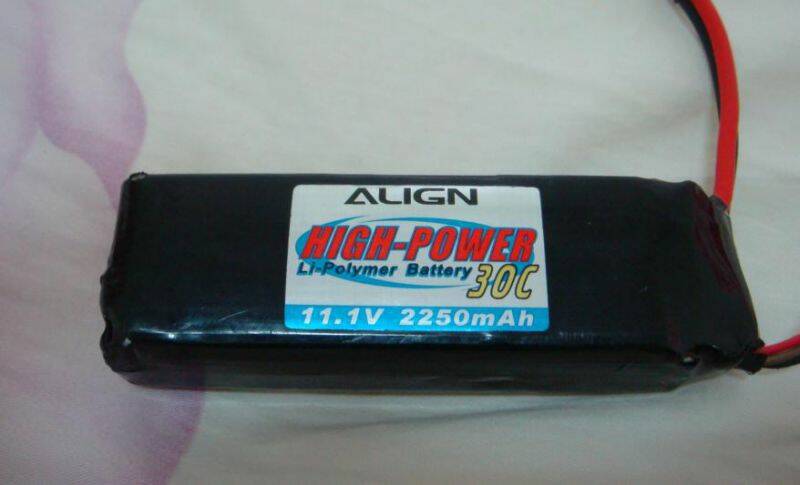 ALIGN
HIGH-POWER
Li-Polymer Battery
30C
11.1V 2250mAh